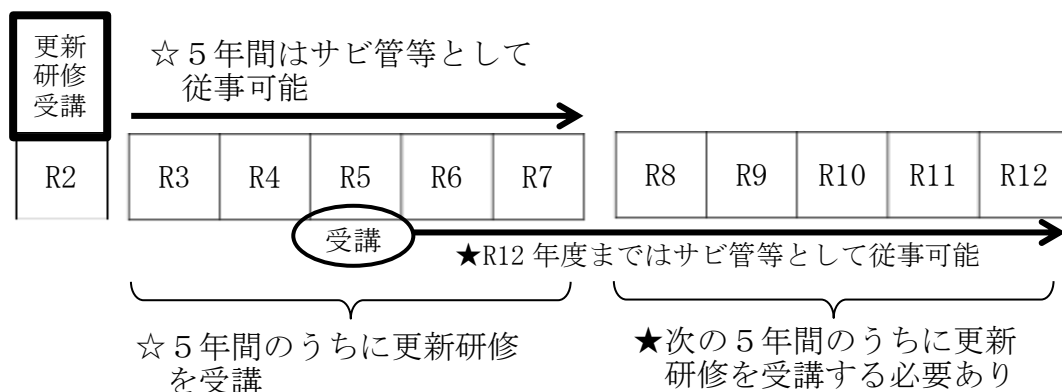 更新
研修
受講
☆５年間はサビ管等として
従事可能
R2
R3 R4 R5 R6 R7
R8 R9 R10 R11 R12
受講
★R12 年度まではサビ管等として従事可能
☆５年間のうちに更新研修
を受講
★次の５年間のうちに更新
研修を受講する必要あり